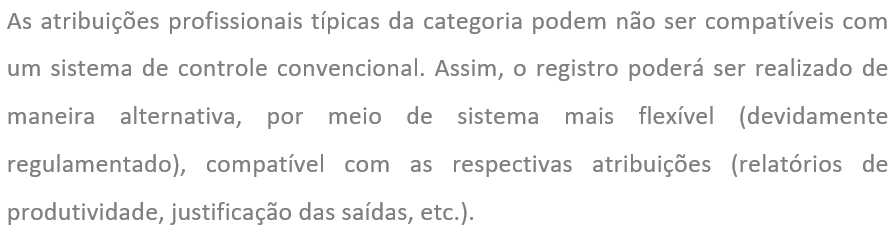 As atribuições profissionais típicas da categoria podem não ser compatíveis com
um sistema de controle convencional. Assim, o registro poderá ser realizado de
maneira alternativa, por meio de sistema mais flexível (devidamente
regulamentado), compatível com as respectivas atribuições (relatórios de
produtividade, justificação das saídas, etc.).